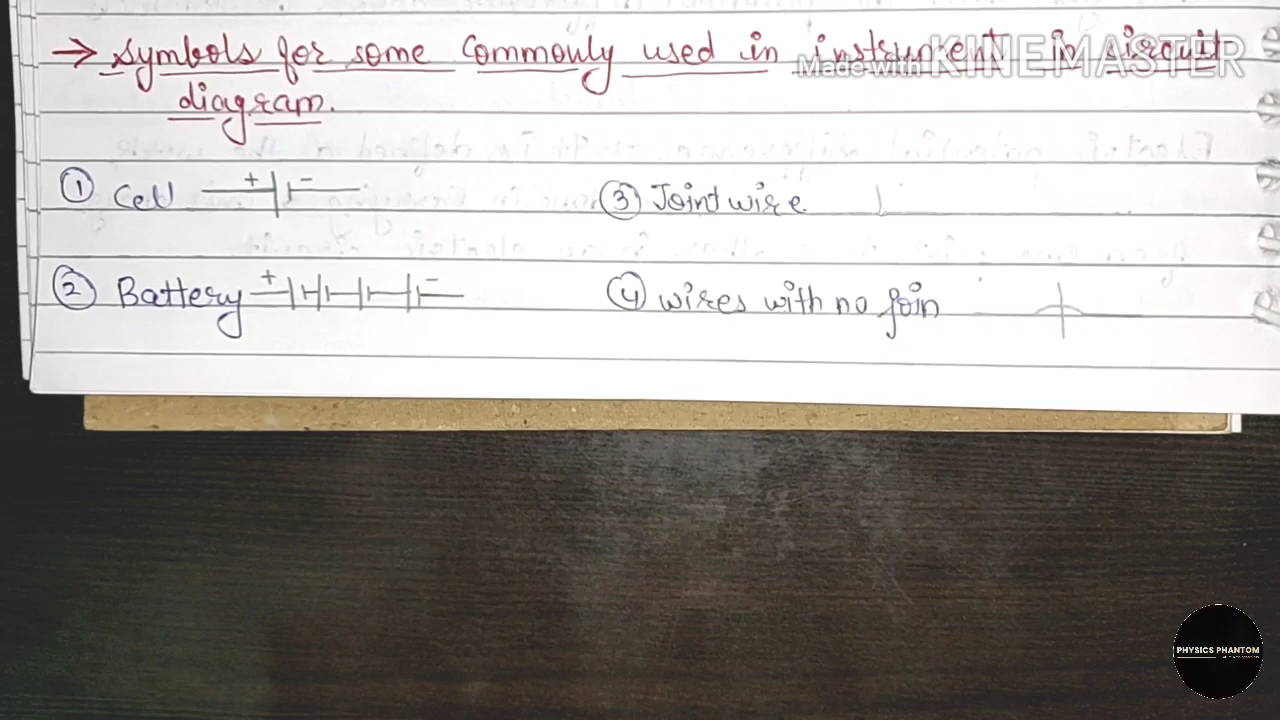 → Symbols for some Commonly used in instrument in circuit
diagram.
Made with KINEMASTER
① Cell + -
② Battery + -
③ Joint wire
④ wires with no join
PHYSICS PHANTOM